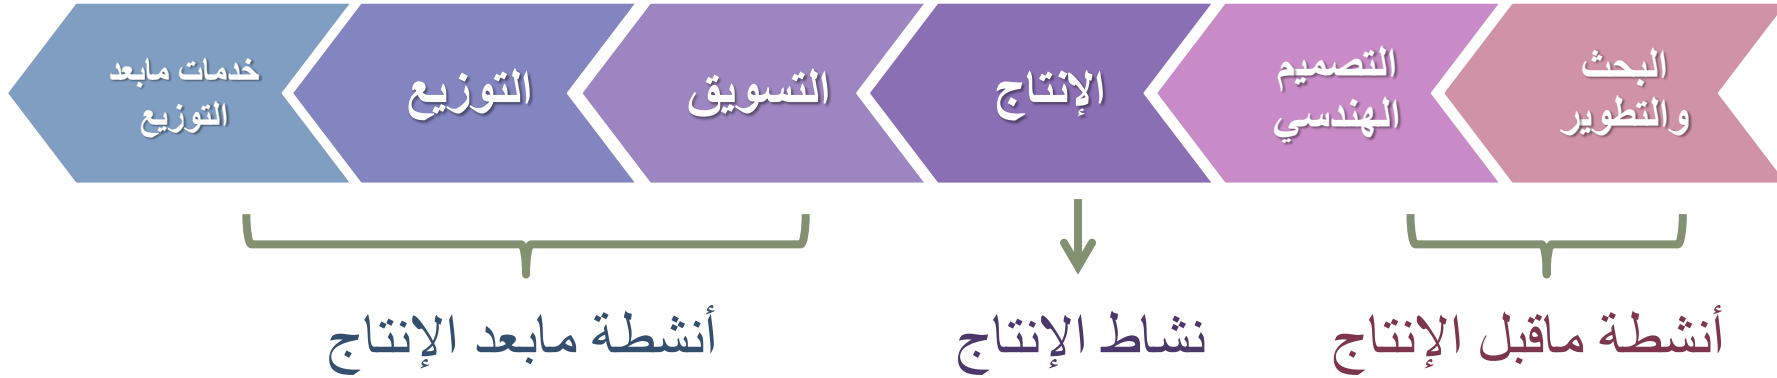 البحث
والتطوير
التصميم
الهندسي
الإنتاج
التسويق
التوزيع
خدمات مابعد
التوزيع
أنشطة ماقبل الإنتاج
نشاط الإنتاج
أنشطة مابعد الإنتاج